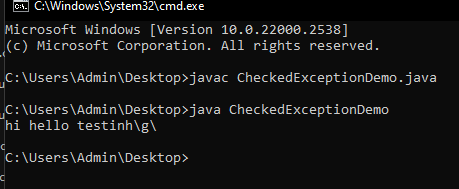 C:\Windows\System32\cmd.exe
Microsoft Windows [Version 10.0.22000.2538]
(c) Microsoft Corporation. All rights reserved.
C:\Users\Admin\Desktop>javac CheckedExceptionDemo.java
C:\Users\Admin\Desktop>java CheckedExceptionDemo
hi hello testinh\g\
C:\Users\Admin\Desktop>